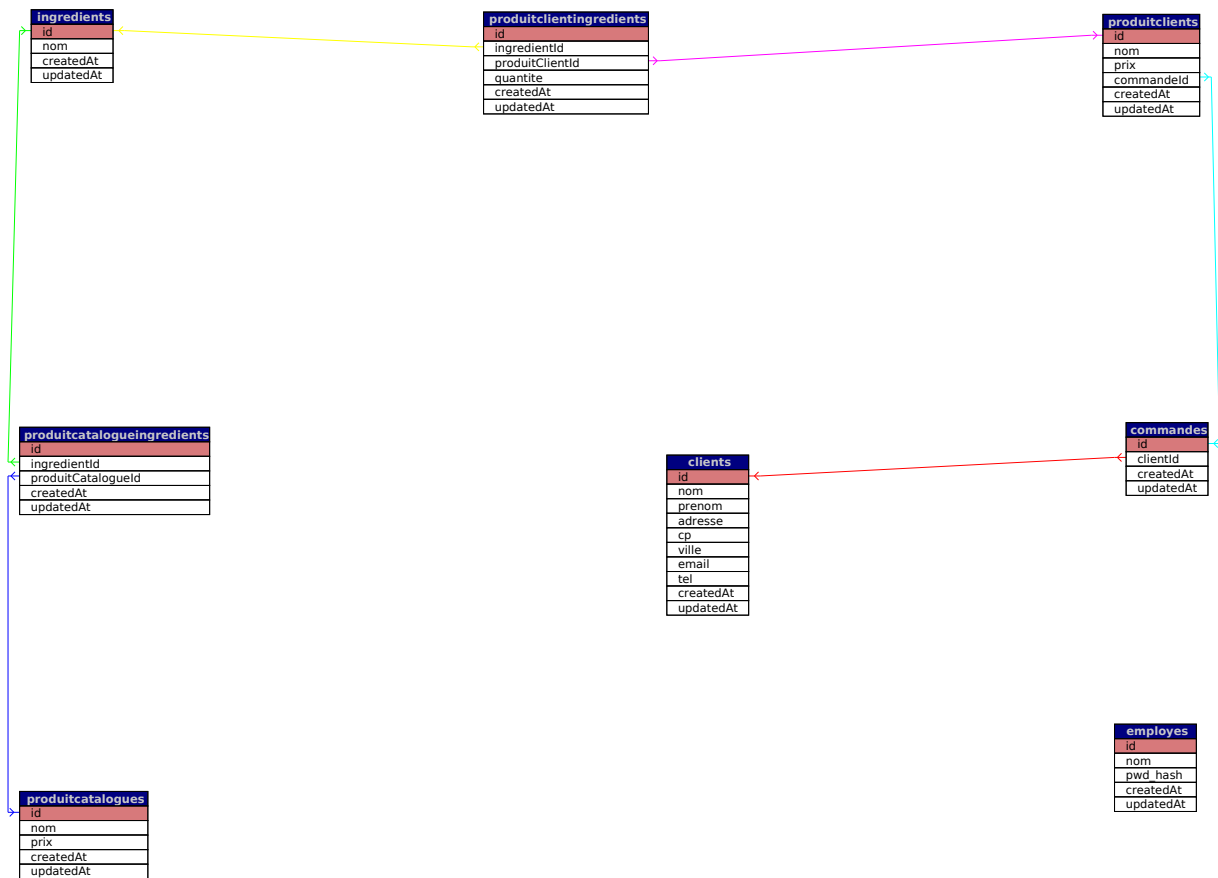 ingredients
id
nom
createdAt
updatedAt
produitclientingredients
id
ingredientId
produitClientId
quantite
createdAt
updatedAt
produitclients
id
nom
prix
commandeId
createdAt
updatedAt
produitcatalogueingredients
id
ingredientId
produitCatalogueId
createdAt
updatedAt
clients
id
nom
prenom
adresse
cp
ville
email
tel
createdAt
updatedAt
commandes
id
clientId
createdAt
updatedAt
employes
id
nom
pwd_hash
createdAt
updatedAt
produitcatalogues
id
nom
prix
createdAt
updatedAt